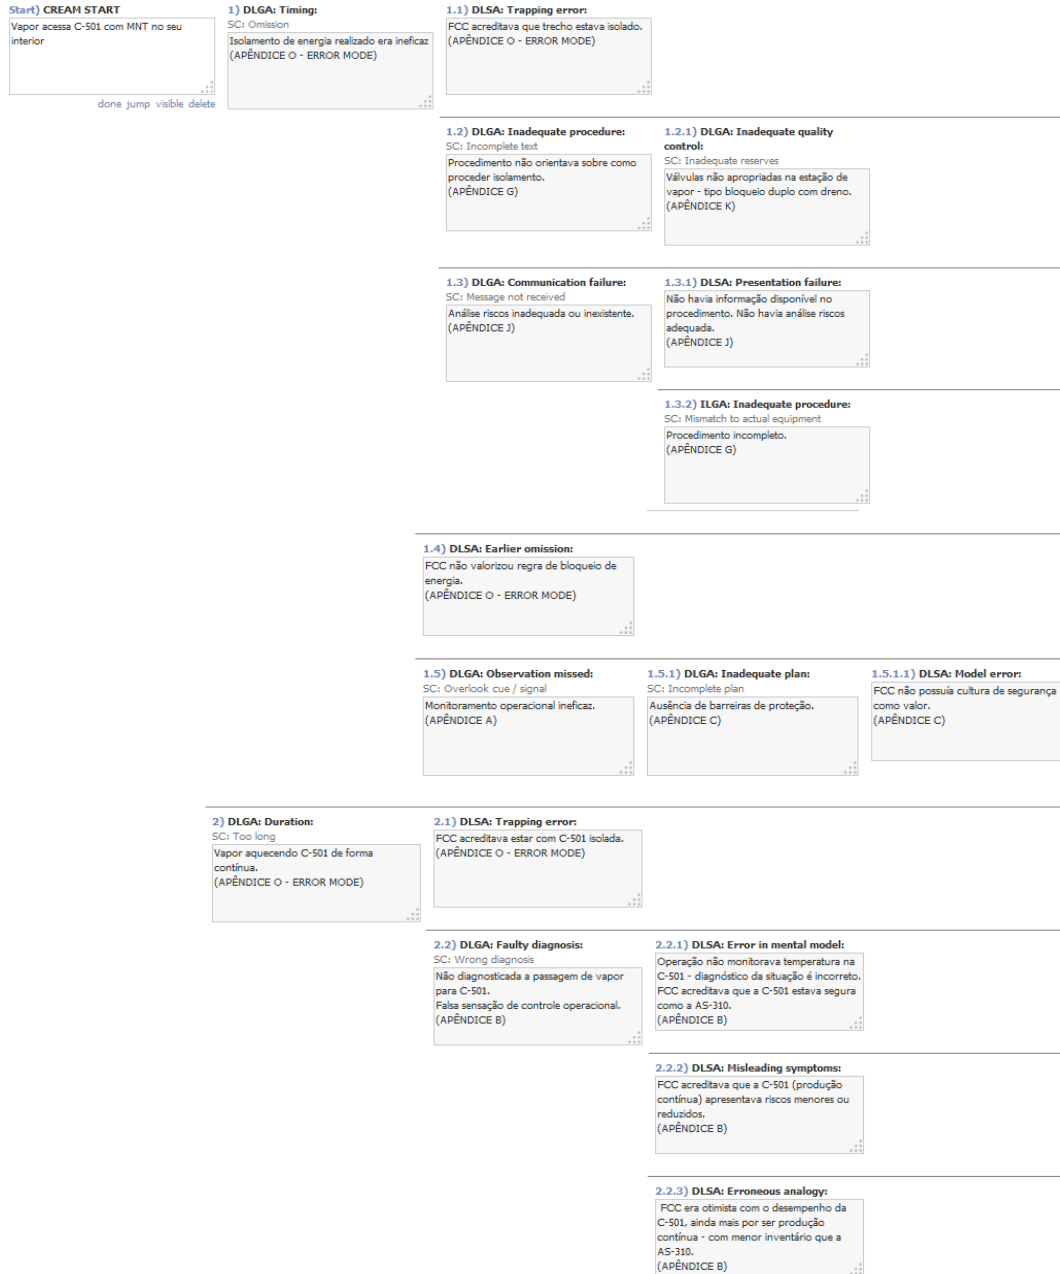 Start) CREAM START
Vapor acessa C-501 com MNT no seu
interior
done jump visible delete
1) DLGA: Timing:
SC: Omission
Isolamento de energia realizado era ineficaz
(APÊNDICE O - ERROR MODE)
1.1) DLSA: Trapping error:
FCC acreditava que trecho estava isolado.
(APÊNDICE O - ERROR MODE)
1.2) DLGA: Inadequate procedure:
SC: Incomplete text
Procedimento não orientava sobre como
proceder isolamento.
(APÊNDICE G)
1.2.1) DLGA: Inadequate quality
control:
SC: Inadequate reserves
Válvulas não apropriadas na estação de
vapor - tipo bloqueio duplo com dreno.
(APÊNDICE K)
1.3) DLGA: Communication failure:
SC: Message not received
Análise riscos inadequada ou inexistente.
(APÊNDICE J)
1.3.1) DLSA: Presentation failure:
Não havia informação disponível no
procedimento. Não havia análise riscos
adequada.
(APÊNDICE J)
1.3.2) ILGA: Inadequate procedure:
SC: Mismatch to actual equipment
Procedimento incompleto.
(APÊNDICE G)
1.4) DLSA: Earlier omission:
FCC não valorizou regra de bloqueio de
energia.
(APÊNDICE O - ERROR MODE)
1.5) DLGA: Observation missed:
SC: Overlook cue / signal
Monitoramento operacional ineficaz.
(APÊNDICE A)
1.5.1) DLGA: Inadequate plan:
SC: Incomplete plan
Ausência de barreiras de proteção.
(APÊNDICE C)
1.5.1.1) DLSA: Model error:
FCC não possuía cultura de segurança
como valor.
(APÊNDICE C)
2) DLGA: Duration:
SC: Too long
Vapor aquecendo C-501 de forma
contínua.
(APÊNDICE O - ERROR MODE)
2.1) DLSA: Trapping error:
FCC acreditava estar com C-501 isolada.
(APÊNDICE O - ERROR MODE)
2.2) DLGA: Faulty diagnosis:
SC: Wrong diagnosis
Não diagnosticada a passagem de vapor
para C-501.
Falsa sensação de controle operacional.
(APÊNDICE B)
2.2.1) DLSA: Error in mental model:
Operação não monitorava temperatura na
C-501 - diagnóstico da situação é incorreto.
FCC acreditava que a C-501 estava segura
como a AS-310.
(APÊNDICE B)
2.2.2) DLSA: Misleading symptoms:
FCC acreditava que a C-501 (produção
contínua) apresentava riscos menores ou
reduzidos.
(APÊNDICE B)
2.2.3) DLSA: Erroneous analogy:
FCC era otimista com o desempenho da
C-501, ainda mais por ser produção
contínua - com menor inventário que a
AS-310.
(APÊNDICE B)